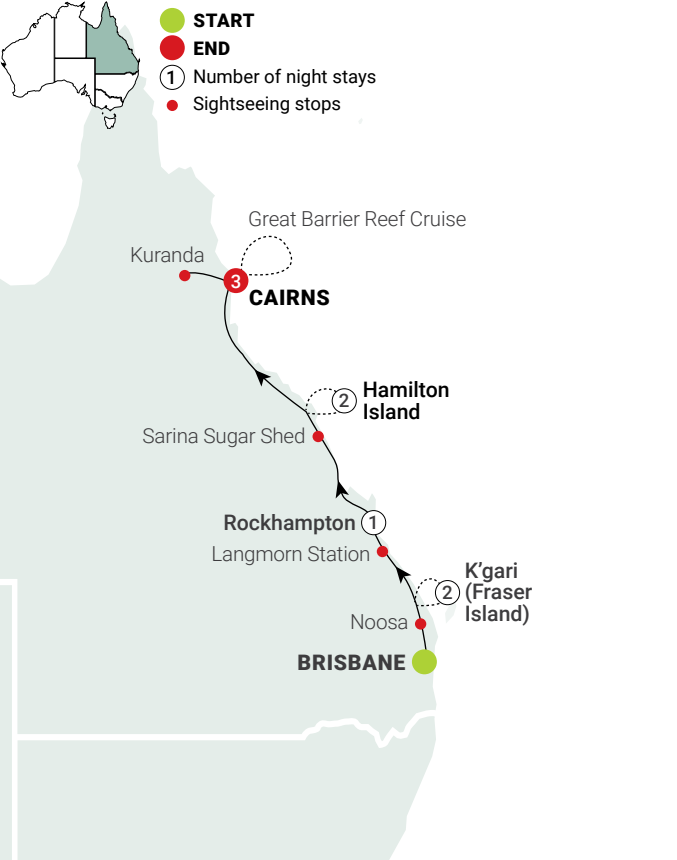 START
END
1 Number of night stays
Sightseeing stops
Great Barrier Reef Cruise
Kuranda
3
CAIRNS
2
Hamilton
Island
Sarina Sugar Shed
Rockhampton 1
Langmorn Station
K’gari
2 (Fraser
Island)
Noosa
BRISBANE